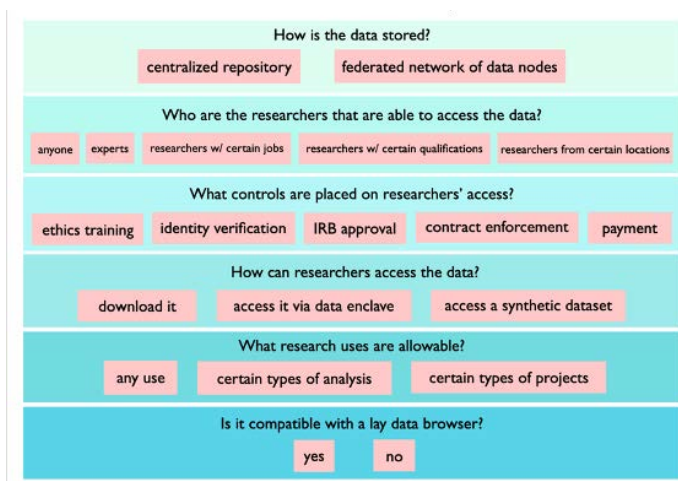 How is the data stored?
centralized repository federated network of data nodes
Who are the researchers that are able to access the data?
anyone experts researchers w/ certain jobs researchers w/ certain qualifications researchers from certain locations
What controls are placed on researchers' access?
ethics training identity verification IRB approval contract enforcement payment
How can researchers access the data?
download it access it via data enclave access a synthetic dataset
What research uses are allowable?
any use certain types of analysis certain types of projects
Is it compatible with a lay data browser?
yes no